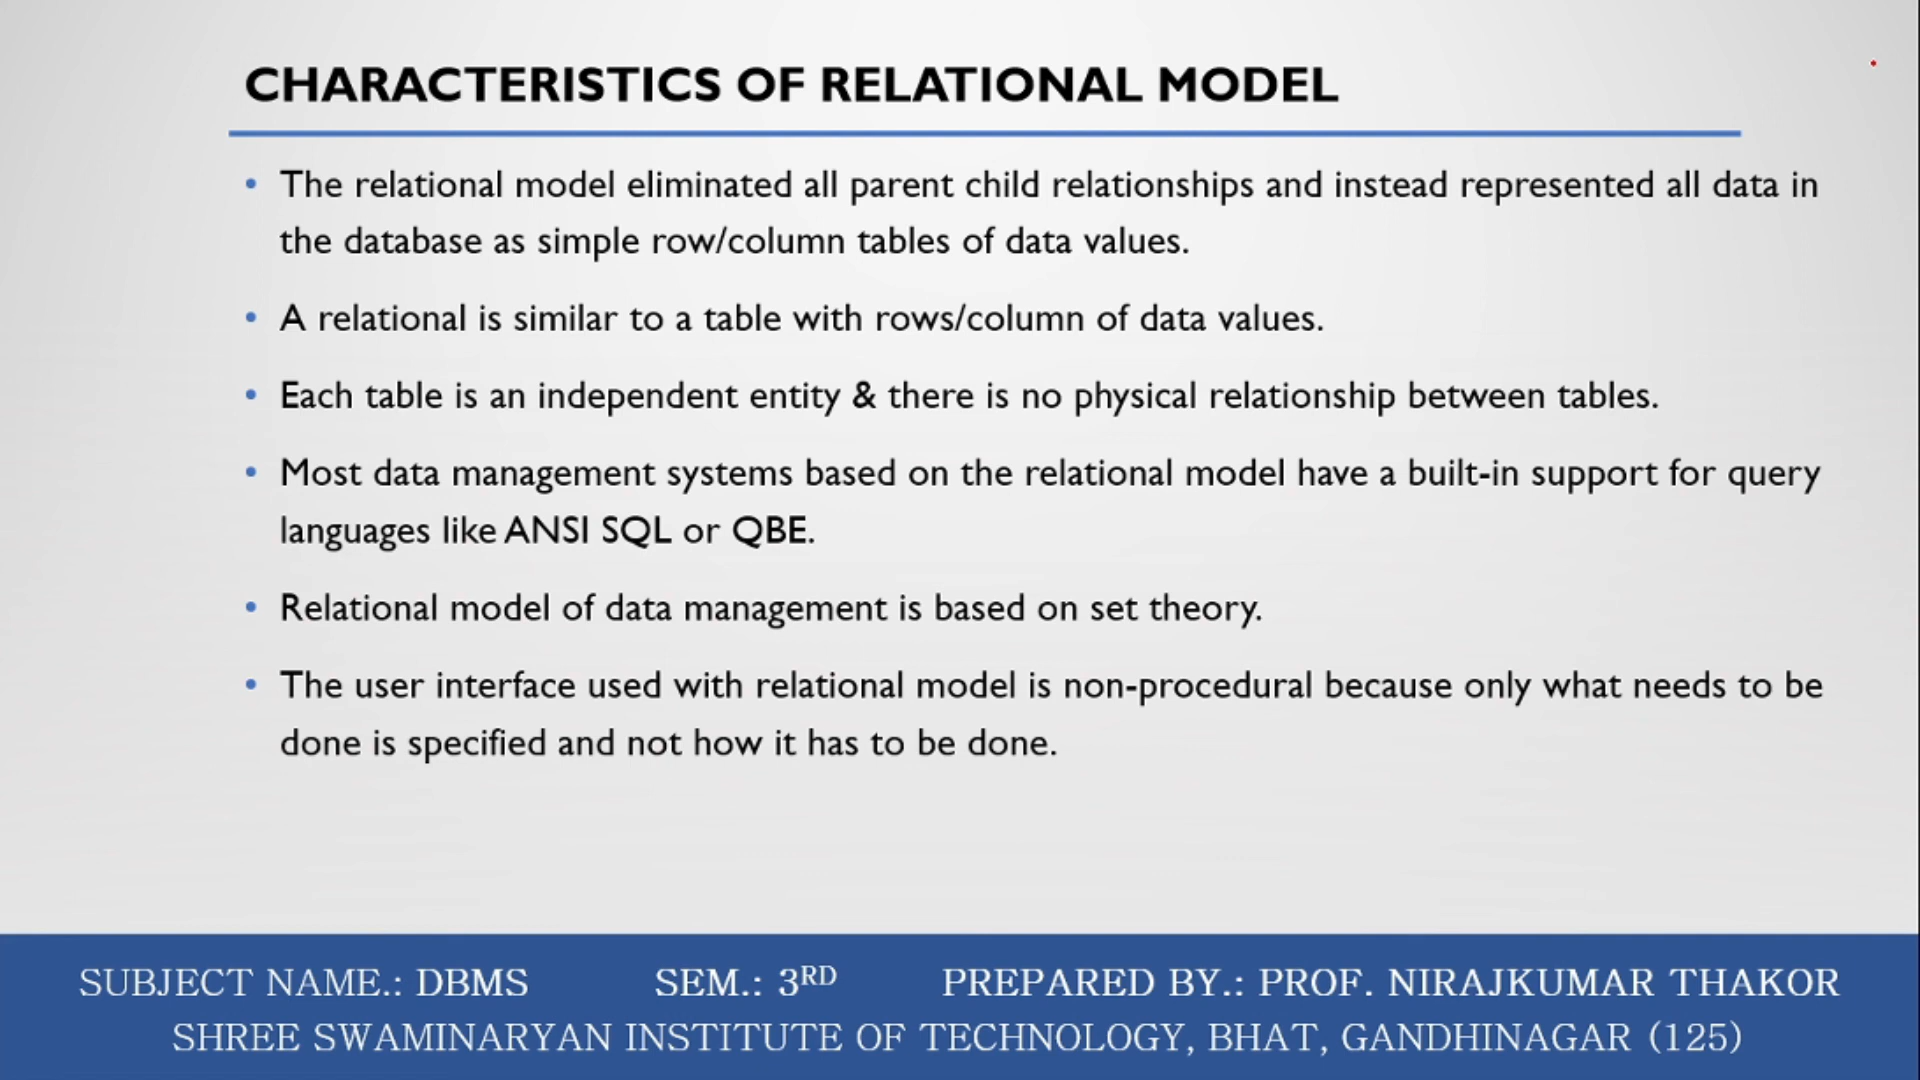 CHARACTERISTICS OF RELATIONAL MODEL
• The relational model eliminated all parent child relationships and instead represented all data in
the database as simple row/column tables of data values.
• A relational is similar to a table with rows/column of data values.
• Each table is an independent entity & there is no physical relationship between tables.
• Most data management systems based on the relational model have a built-in support for query
languages like ANSI SQL or QBE.
• Relational model of data management is based on set theory.
• The user interface used with relational model is non-procedural because only what needs to be
done is specified and not how it has to be done.
SUBJECT NAME.: DBMS SEM.: 3RD PREPARED BY.: PROF. NIRAJKUMAR THAKOR
SHREE SWAMINARYAN INSTITUTE OF TECHNOLOGY, BHAT, GANDHINAGAR (125)